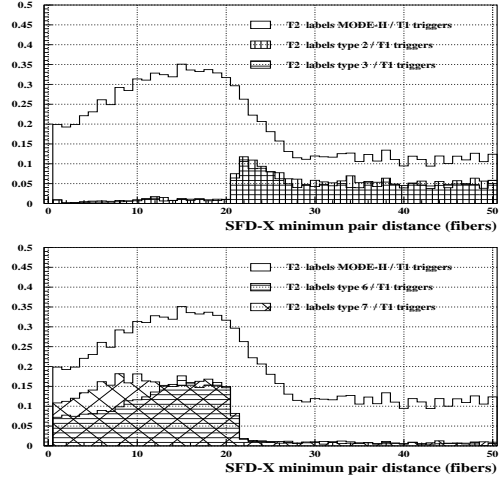 0.5
T2 labels MODE-H / T1 triggers
0.45
T2 labels type 2 / T1 triggers
0.4
T2 labels type 3 / T1 triggers
0.35
0.3
0.25
0.2
0.15
0.1
0.05
0
0 10 20 30 40 50
SFD-X minimun pair distance (fibers)
0.5
T2 labels MODE-H / T1 triggers
0.45
T2 labels type 6 / T1 triggers
0.4
T2 labels type 7 / T1 triggers
0.35
0.3
0.25
0.2
0.15
0.1
0.05
0
0 10 20 30 40 50
SFD-X minimun pair distance (fibers)